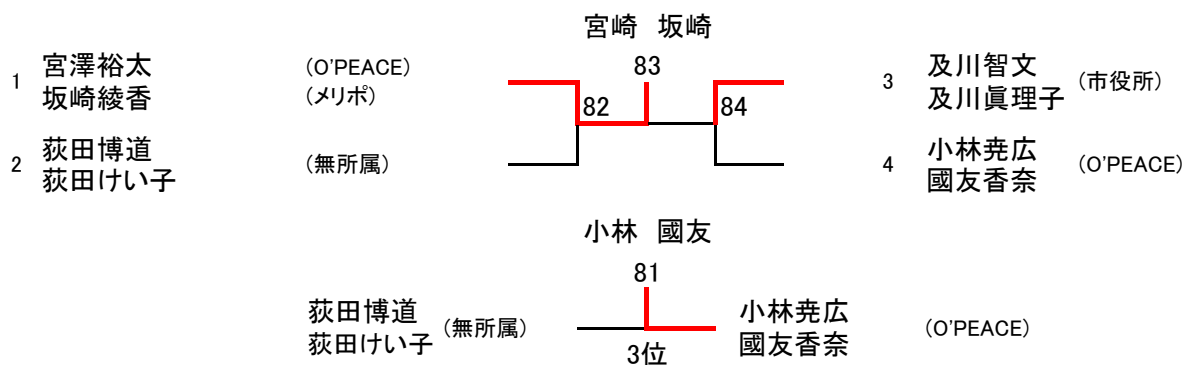 宮崎 坂崎
1 宮澤裕太 (O'PEACE)
坂崎綾香 (メリポ)
83
82
84
3 及川智文
及川眞理子 (市役所)
2 荻田博道
荻田けい子 (無所属)
4 小林尭広
國友香奈 (O'PEACE)
小林 國友
81
荻田博道
荻田けい子 (無所属)
3位
小林尭広
國友香奈 (O'PEACE)